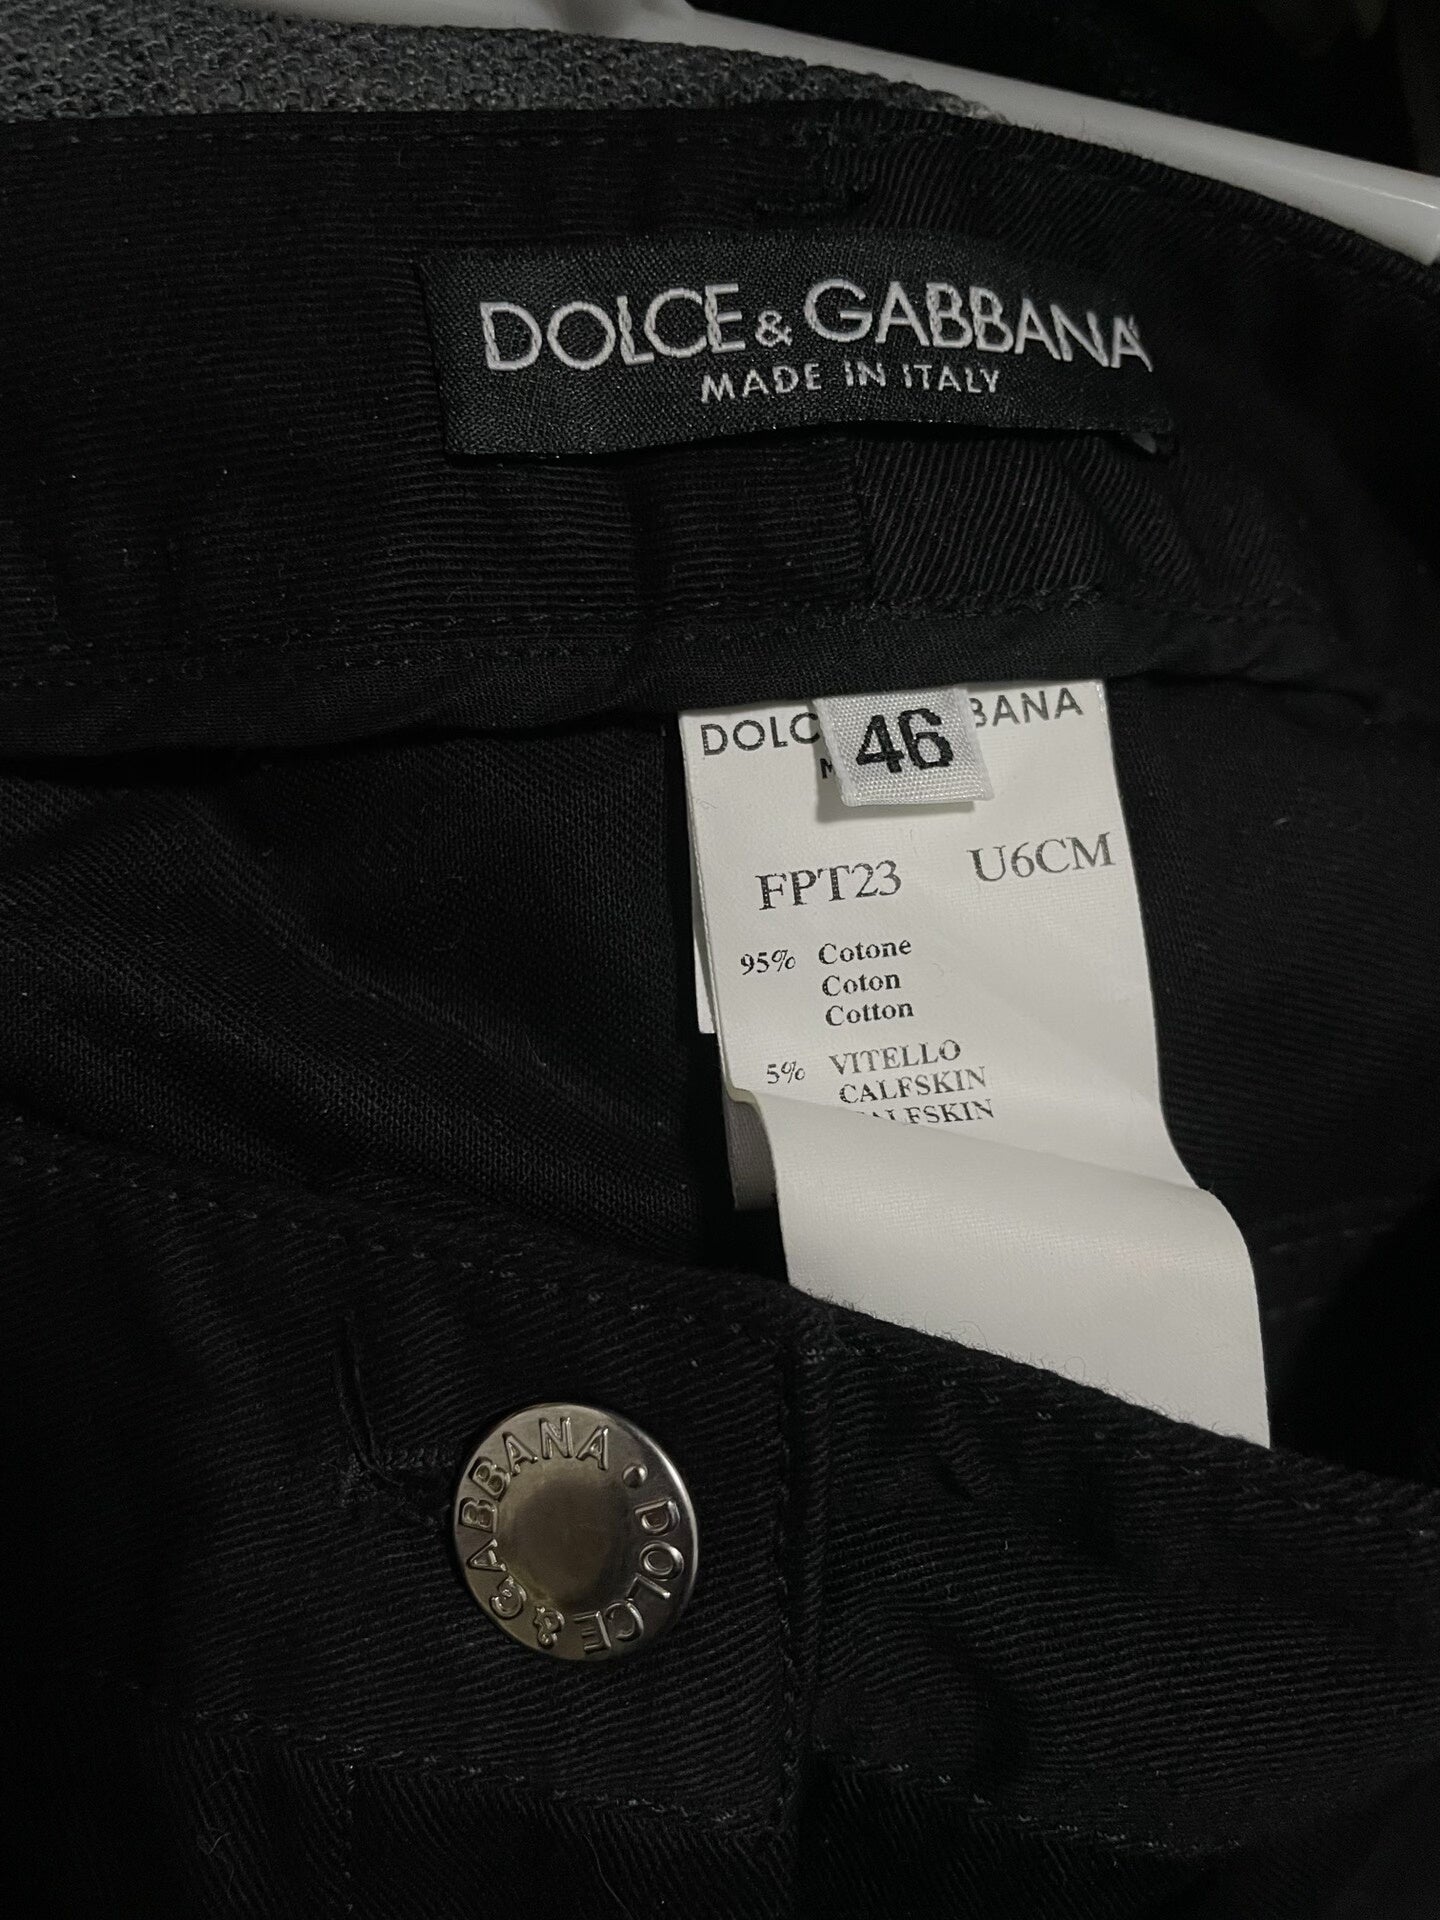 DOLCE & GABBANA
MADE IN ITALY
DOLC BANA
46
M
FPT23 U6CM
95% Cotone
Coton
Cotton
5% VITELLO
CALFSKIN
ALFSKIN
DOLCE & GABBANA